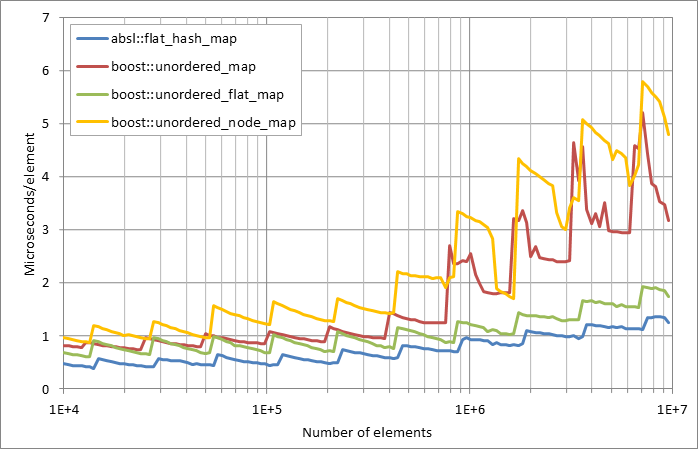 7
6
5
4
3
2
1
0
Microseconds/element
absl::flat_hash_map
boost::unordered_map
boost::unordered_flat_map
boost::unordered_node_map
1E+4
1E+5
1E+6
1E+7
Number of elements